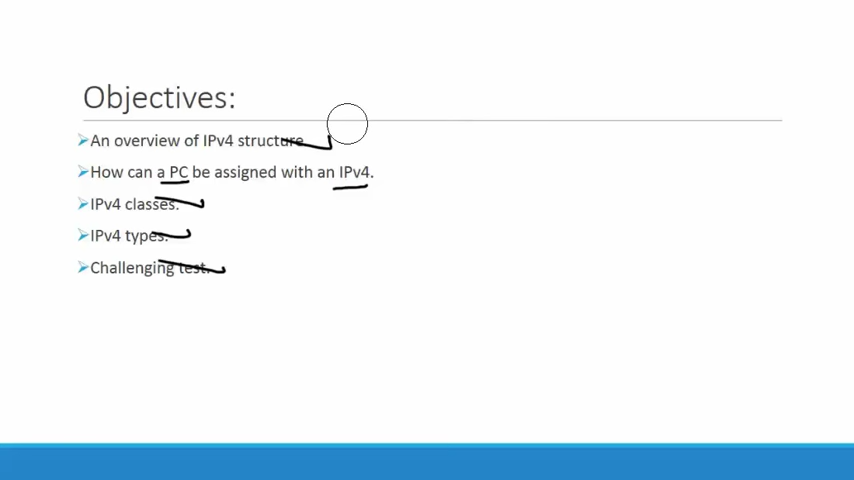 Objectives:
An overview of IPv4 structure
How can a PC be assigned with an IPv4.
IPv4 classes.
IPv4 types.
Challenging test.